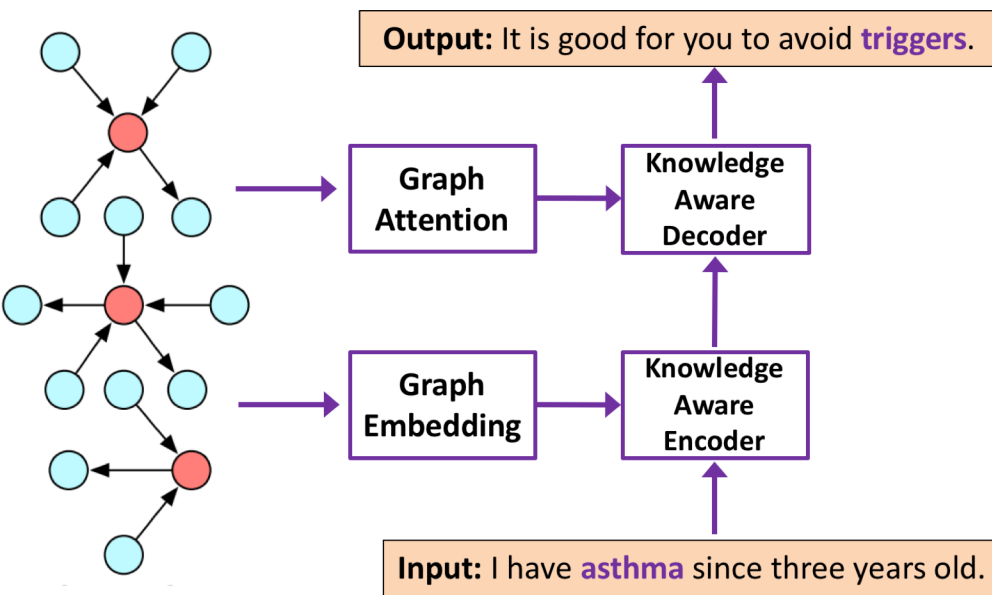 Output: It is good for you to avoid triggers.
Graph
Attention
Knowledge
Aware
Decoder
Graph
Embedding
Knowledge
Aware
Encoder
Input: I have asthma since three years old.